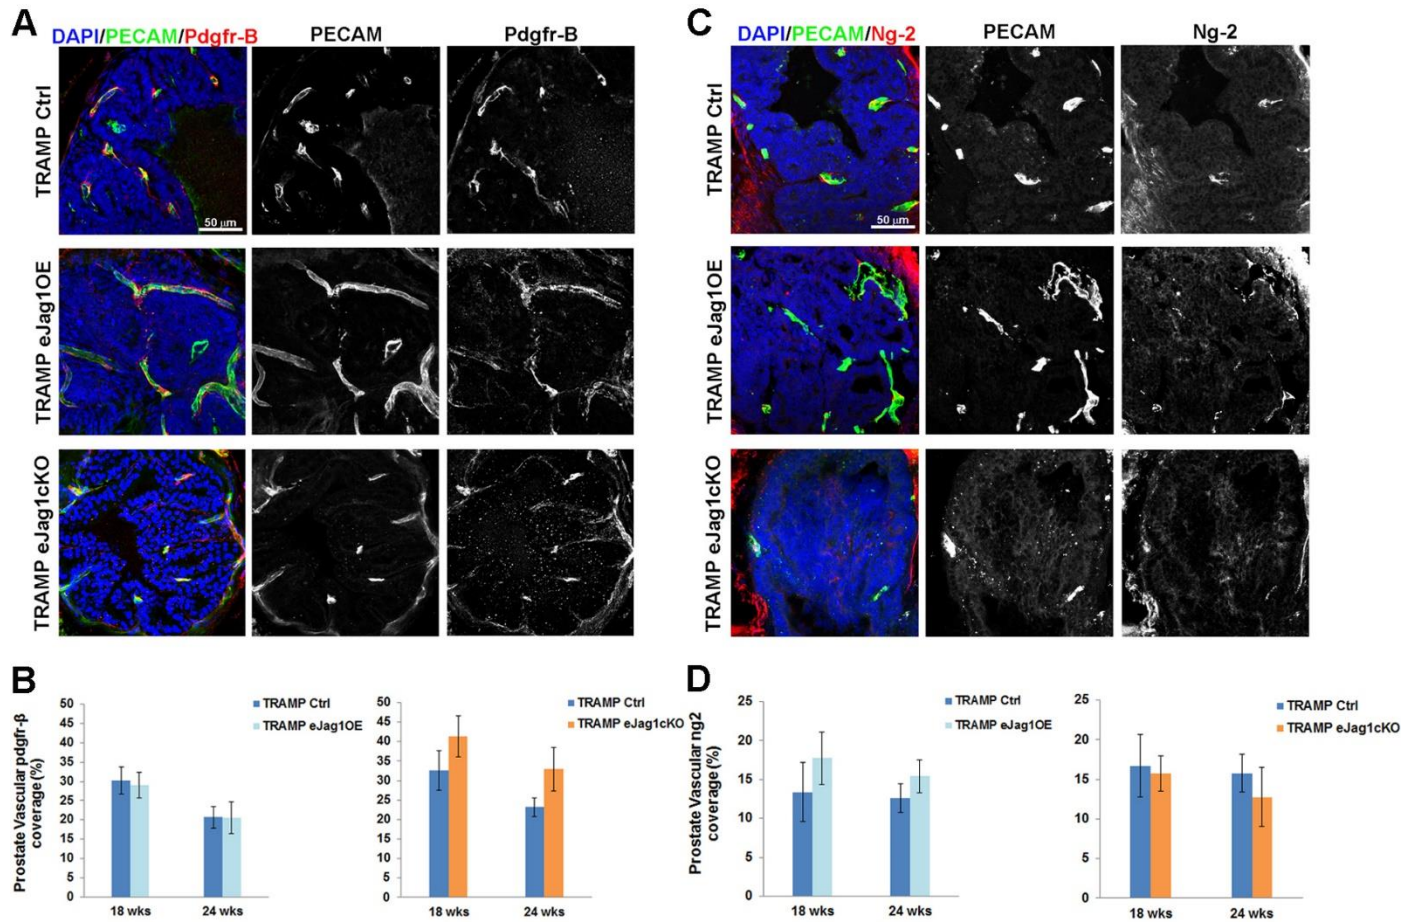 A
DAPI/PECAM/Pdgfr-B
PECAM
Pdgfr-B
TRAMP Ctrl
50 µm
TRAMP eJag1OE
TRAMP eJag1cKO
B
Prostate Vascular pdgfr-β
coverage (%)
50
45
40
35
30
25
20
15
10
5
0
18 wks
24 wks
TRAMP Ctrl
TRAMP eJag1OE
50
45
40
35
30
25
20
15
10
5
0
18 wks
24 wks
TRAMP Ctrl
TRAMP eJag1cKO
C
DAPI/PECAM/Ng-2
PECAM
Ng-2
TRAMP Ctrl
50 µm
TRAMP eJag1OE
TRAMP eJag1cKO
D
Prostate Vascular ng2
coverage (%)
25
20
15
10
5
0
18 wks
24 wks
TRAMP Ctrl
TRAMP eJag1OE
25
20
15
10
5
0
18 wks
24 wks
TRAMP Ctrl
TRAMP eJag1cKO